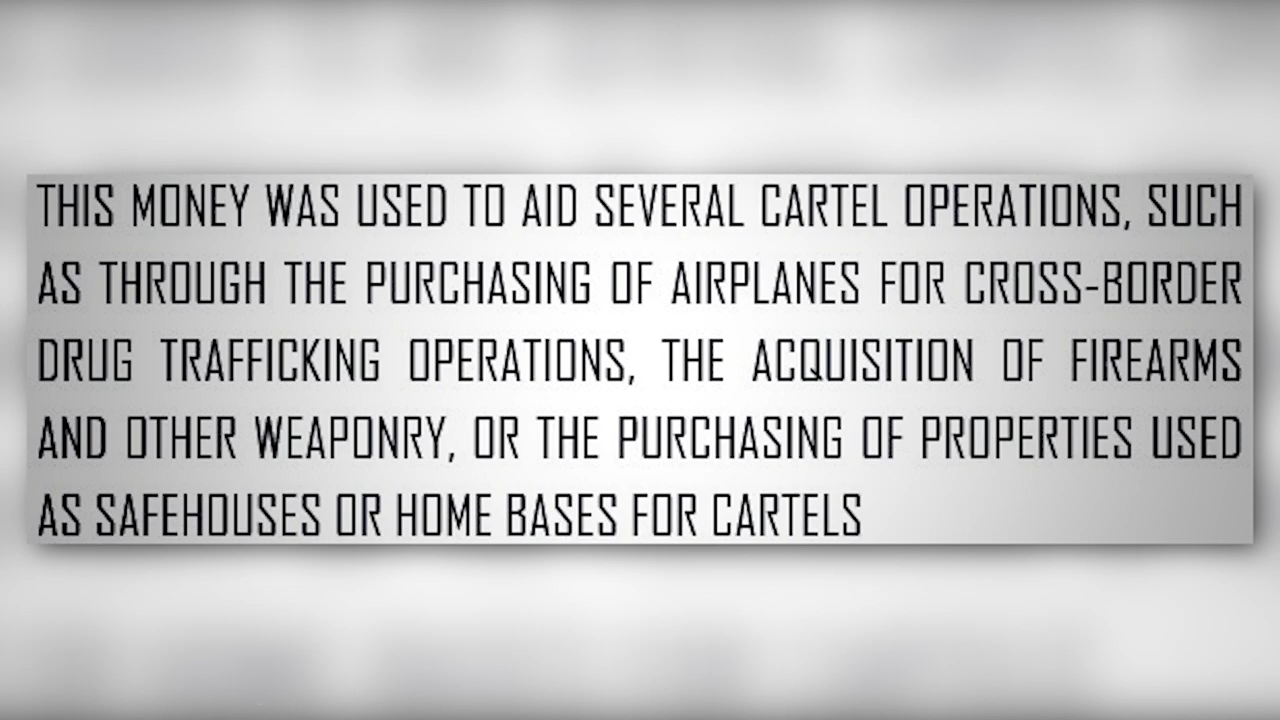 THIS MONEY WAS USED TO AID SEVERAL CARTEL OPERATIONS, SUCH
AS THROUGH THE PURCHASING OF AIRPLANES FOR CROSS-BORDER
DRUG TRAFFICKING OPERATIONS, THE ACQUISITION OF FIREARMS
AND OTHER WEAPONRY, OR THE PURCHASING OF PROPERTIES USED
AS SAFEHOUSES OR HOME BASES FOR CARTELS